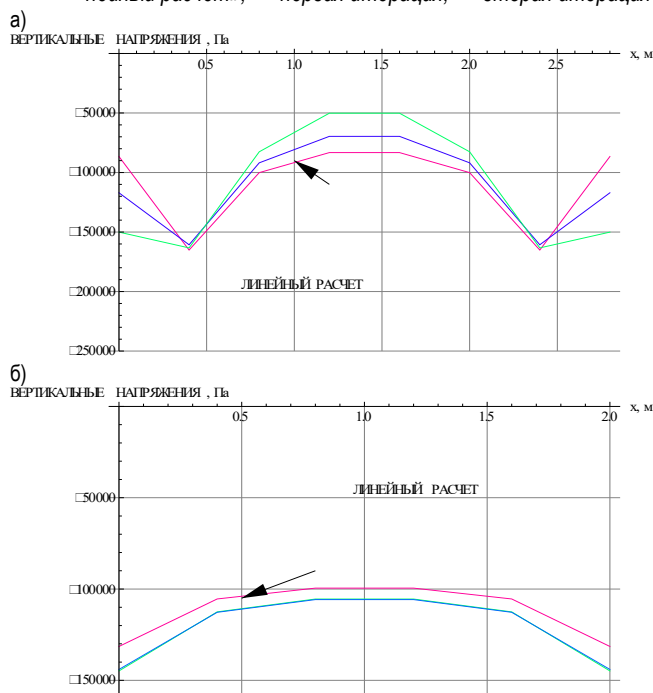 а)
ВЕРТИКАЛЬНЫЕ НАПРЯЖЕНИЯ , Па
x, м
0.5 1.0 1.5 2.0 2.5
□50000
□100000
□150000
ЛИНЕЙНЫЙ РАСЧЕТ
□200000
□250000
б)
ВЕРТИКАЛЬНЫЕ НАПРЯЖЕНИЯ , Па
x, м
0.5 1.0 1.5 2.0
ЛИНЕЙНЫЙ РАСЧЕТ
□50000
□100000
□150000